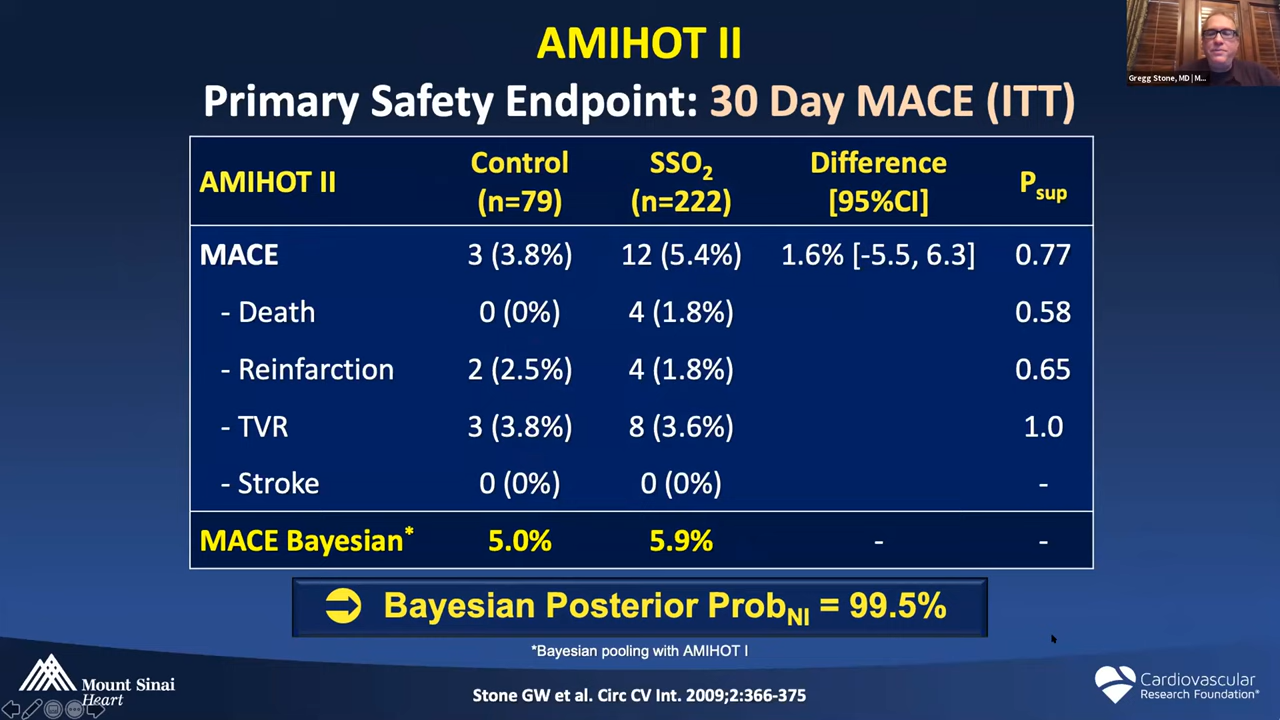 AMIHOT II
Primary Safety Endpoint: 30 Day MACE (ITT)
Gregg Stone, MD | M...
AMIHOT II Control (n=79) SSO₂ (n=222) Difference [95%CI] Psup
MACE 3 (3.8%) 12 (5.4%) 1.6% [-5.5, 6.3] 0.77
- Death 0 (0%) 4 (1.8%) 0.58
- Reinfarction 2 (2.5%) 4 (1.8%) 0.65
- TVR 3 (3.8%) 8 (3.6%) 1.0
- Stroke 0 (0%) 0 (0%) -
MACE Bayesian* 5.0% 5.9% - -
Bayesian Posterior ProbNI = 99.5%
*Bayesian pooling with AMIHOT I
Mount Sinai
Heart
Stone GW et al. Circ CV Int. 2009;2:366-375
Cardiovascular
Research Foundation*